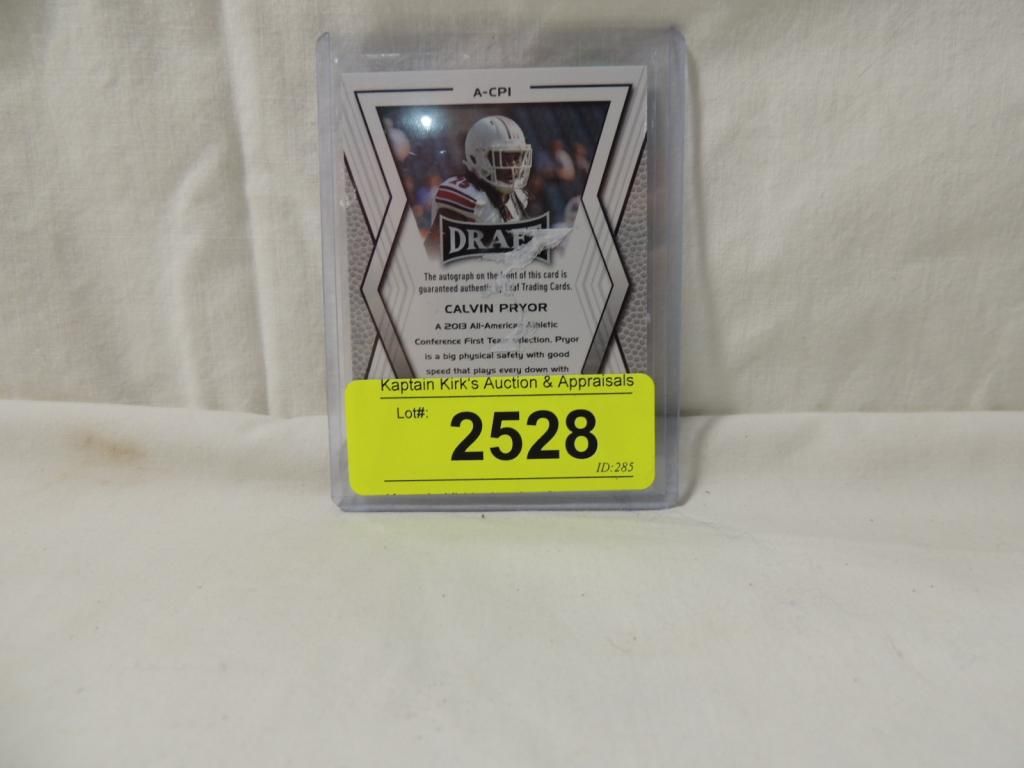 A-CPI
DRAFT
The autograph on the front of this card is
guaranteed authentic by Leaf Trading Cards.
CALVIN PRYOR
A 2013 All-American Athletic
Conference First Team selection. Pryor
is a big physical safety with good
speed that plays every down with
Kaptain Kirk's Auction & Appraisals
Lot#:
2528
ID:285